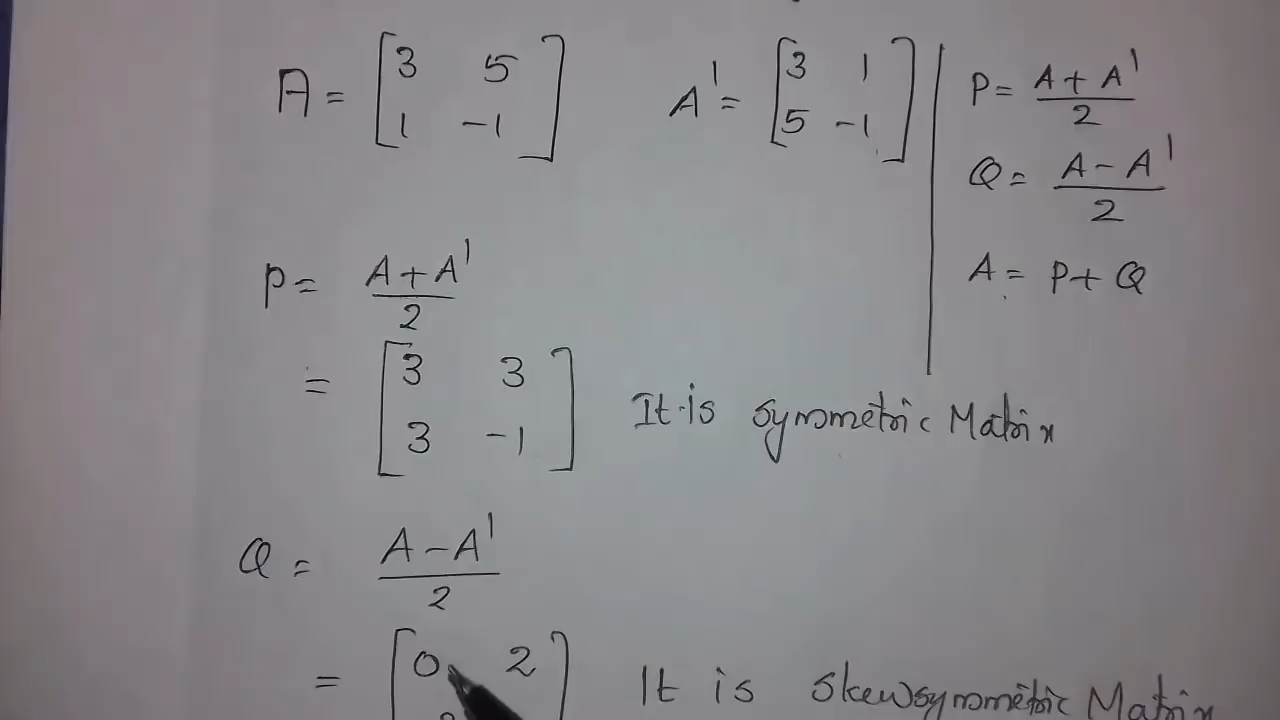 A = [3 5
1 -1]
A' = [3 1
5 -1]
P = A + A' / 2
Q = A - A' / 2
A = P + Q
P = A + A' / 2
= [3 3
3 -1] It is symmetric Matrix
Q = A - A' / 2
= [0 2 It is skewsymmetric Matrix